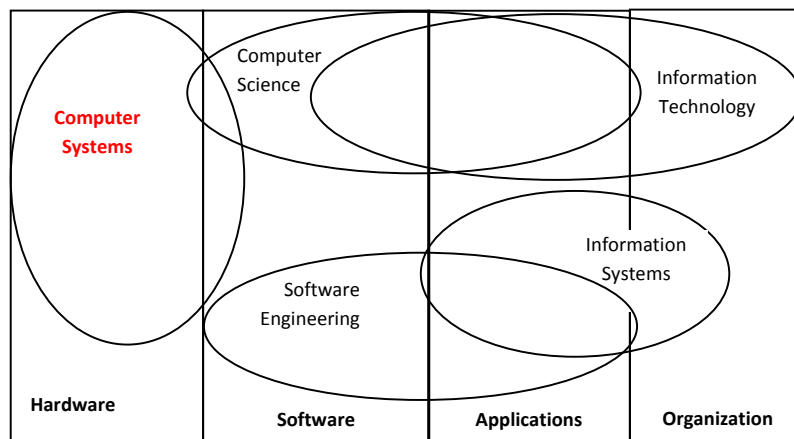 Computer
Science
Information
Technology
Computer
Systems
Information
Systems
Software
Engineering
Hardware
Software
Applications
Organization